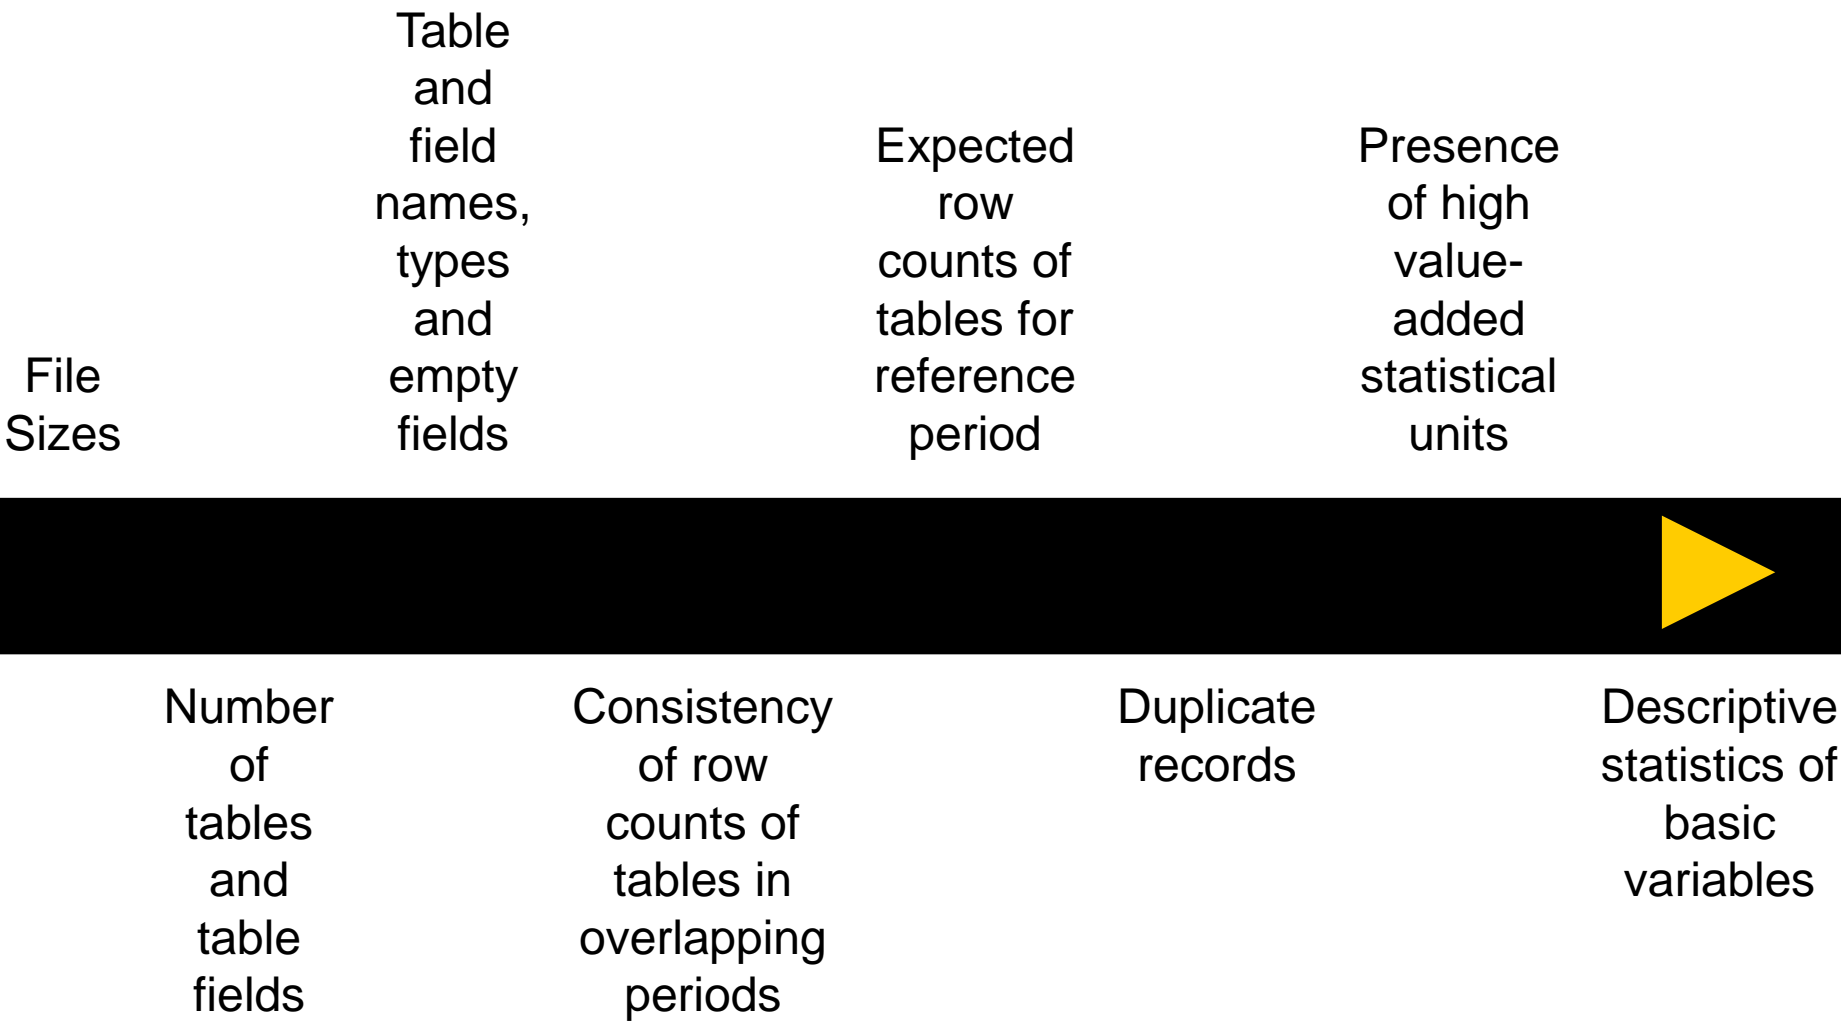 File
Sizes
Table
and
field
names,
types
and
empty
fields
Expected
row
counts of
tables for
reference
period
Presence
of high
value-
added
statistical
units
Number
of
tables
and
table
fields
Consistency
of row
counts of
tables in
overlapping
periods
Duplicate
records
Descriptive
statistics of
basic
variables